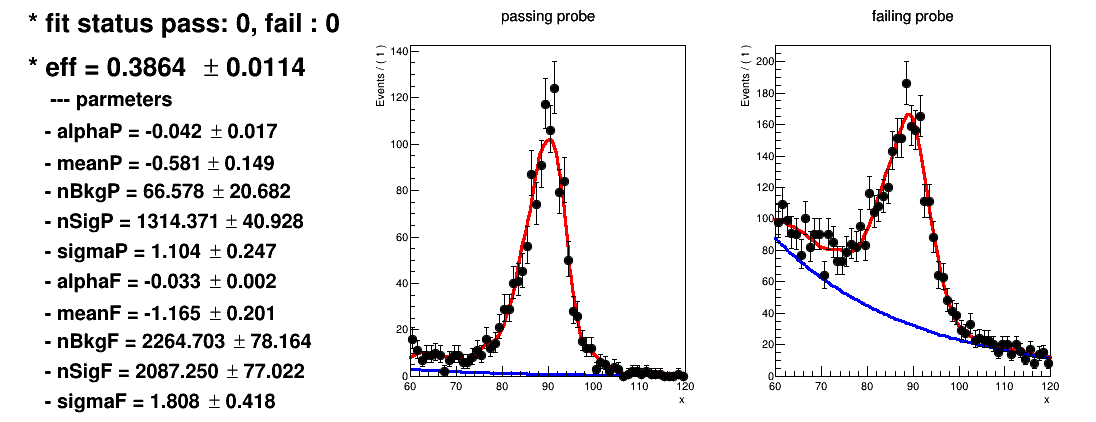 * fit status pass: 0, fail : 0
* eff = 0.3864 ± 0.0114
--- parmeters
- alphaP = -0.042 ± 0.017
- meanP = -0.581 ± 0.149
- nBkgP = 66.578 ± 20.682
- nSigP = 1314.371 ± 40.928
- sigmaP = 1.104 ± 0.247
- alphaF = -0.033 ± 0.002
- meanF = -1.165 ± 0.201
- nBkgF = 2264.703 ± 78.164
- nSigF = 2087.250 ± 77.022
- sigmaF = 1.808 ± 0.418
passing probe
Events / ( 1 )
140
120
100
80
60
40
20
0
60 70 80 90 100 110 120
x
failing probe
Events / ( 1 )
200
180
160
140
120
100
80
60
40
20
0
60 70 80 90 100 110 120
x